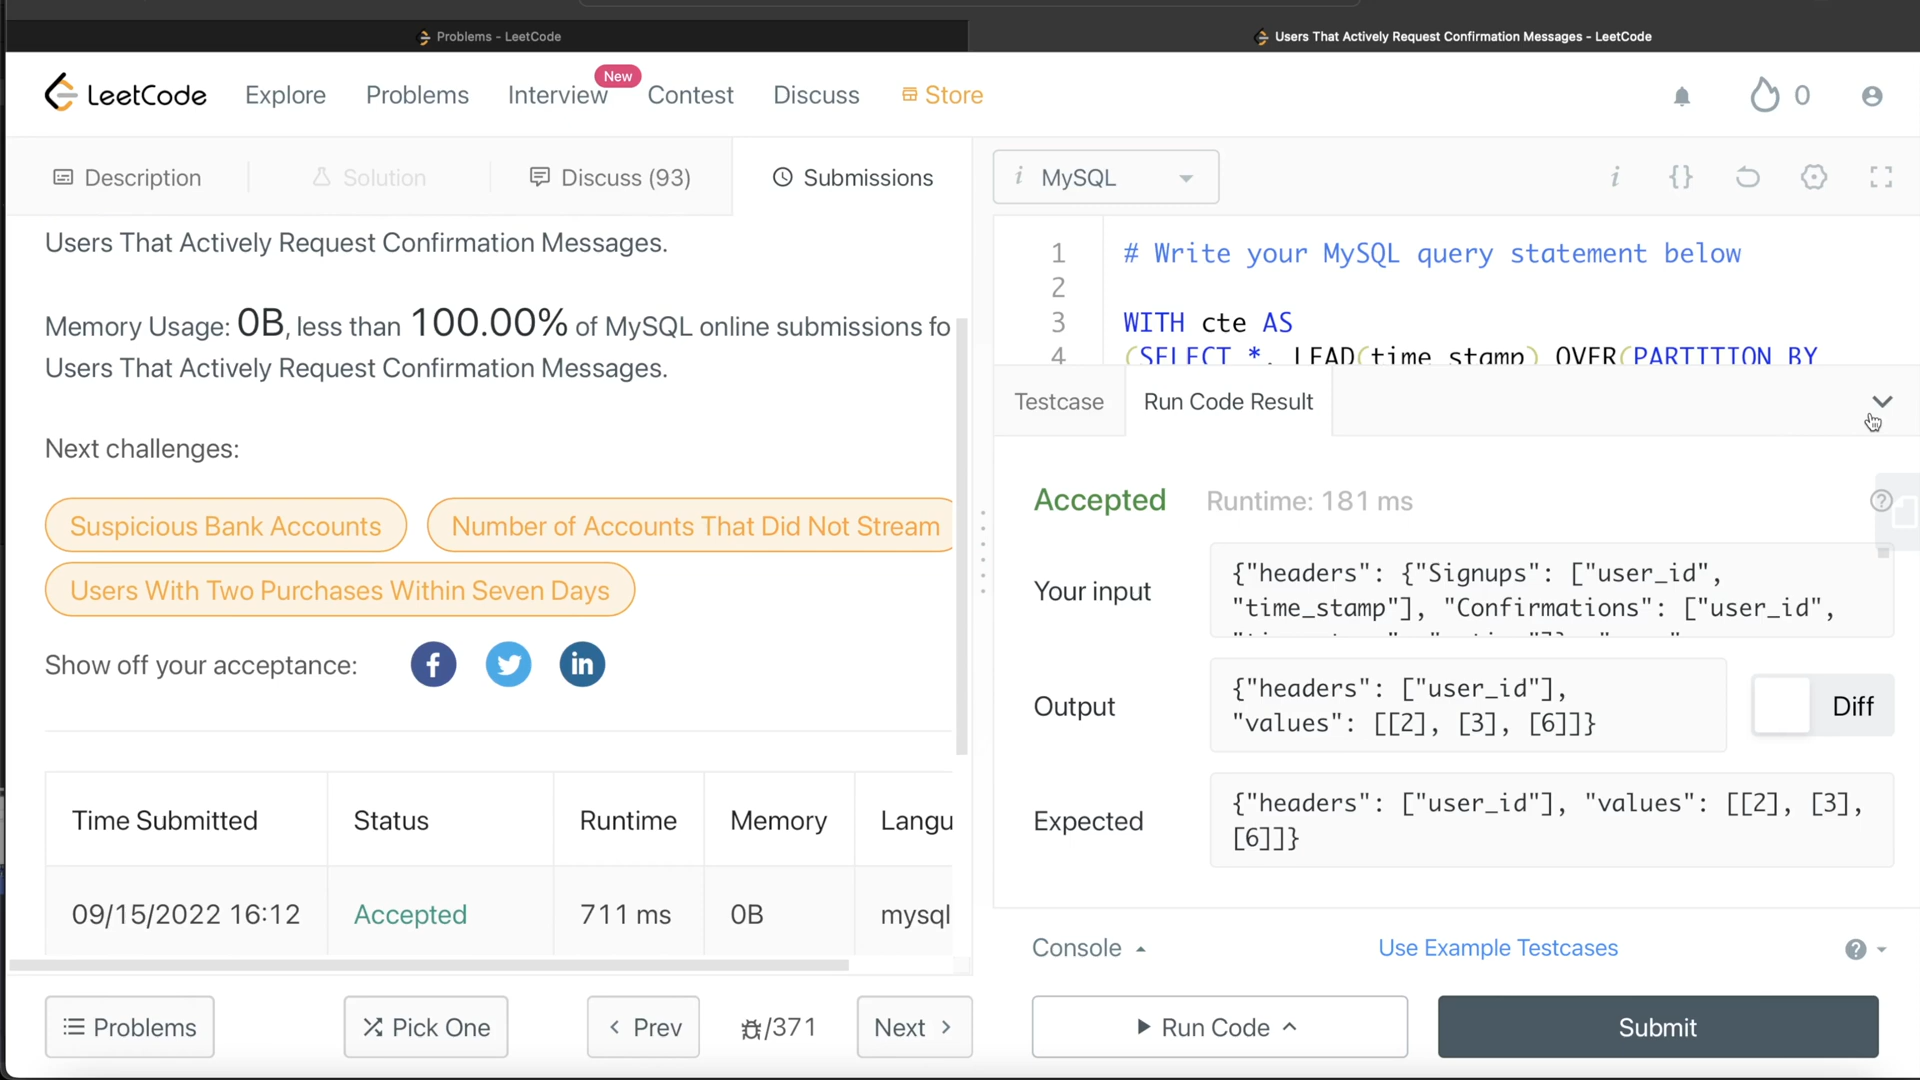 Problems - LeetCode
Users That Actively Request Confirmation Messages - LeetCode
LeetCode
Explore
Problems
Interview
New
Contest
Discuss
Store
0
Description
Solution
Discuss (93)
Submissions
Users That Actively Request Confirmation Messages.
Memory Usage: 0B, less than 100.00% of MySQL online submissions fo
Users That Actively Request Confirmation Messages.
Next challenges:
Suspicious Bank Accounts
Number of Accounts That Did Not Stream
Users With Two Purchases Within Seven Days
Show off your acceptance:
Time Submitted
Status
Runtime
Memory
Langu
09/15/2022 16:12
Accepted
711 ms
0B
mysql
Problems
Pick One
Prev
/371
Next
i MySQL
1 # Write your MySQL query statement below
2
3 WITH cte AS
4 (SELECT *, LEAD(time_stamp) OVER(PARTITION BY
Testcase
Run Code Result
Accepted
Runtime: 181 ms
Your input
{"headers": {"Signups": ["user_id",
"time_stamp"], "Confirmations": ["user_id",
Output
{"headers": ["user_id"],
"values": [[2], [3], [6]]}
Diff
Expected
{"headers": ["user_id"], "values": [[2], [3],
[6]]}
Console
Use Example Testcases
Run Code
Submit